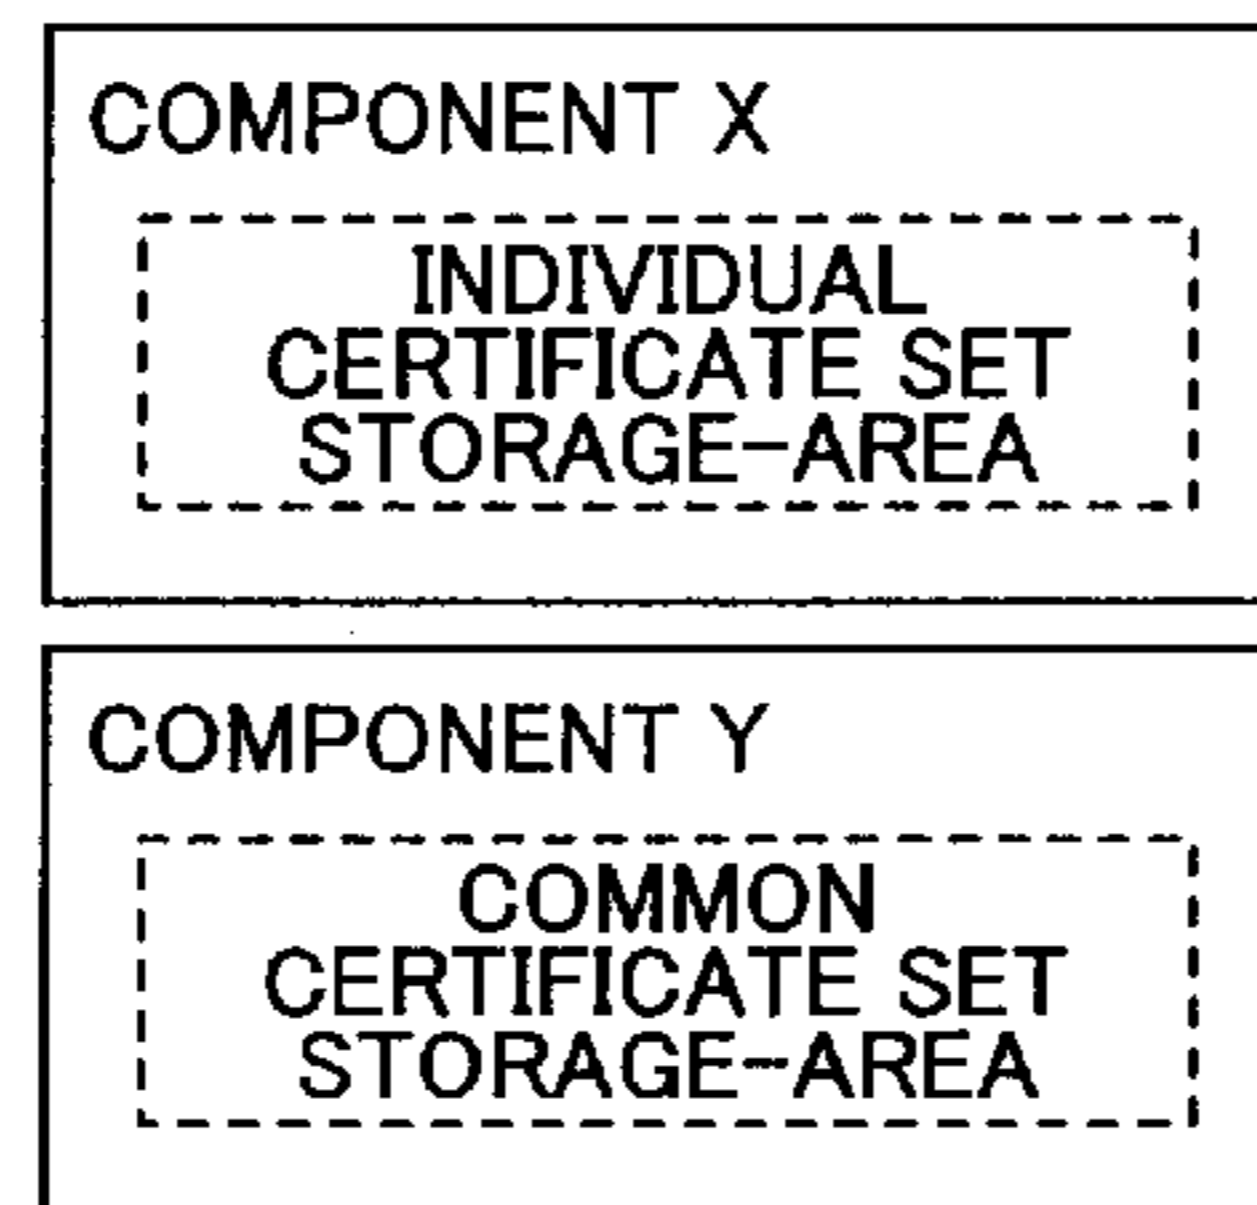 COMPONENT X
INDIVIDUAL
CERTIFICATE SET
STORAGE-AREA
COMPONENT Y
COMMON
CERTIFICATE SET
STORAGE-AREA